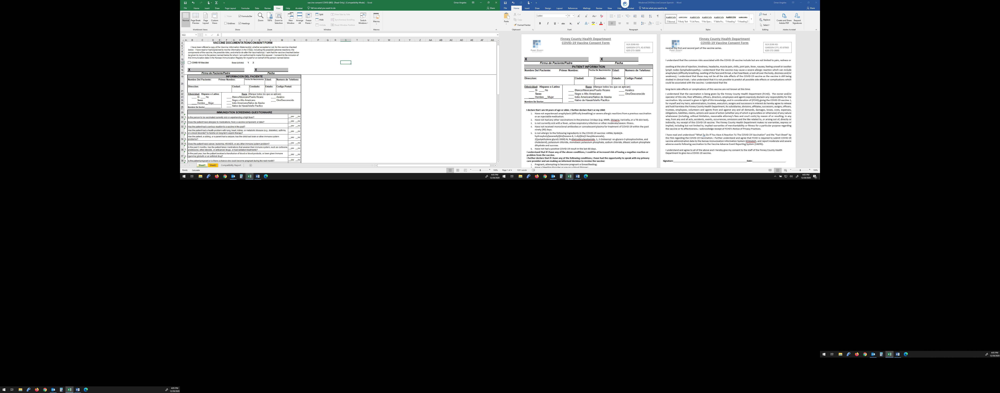 vaccine consent COVID (003) [Read-Only] [Compatibility Mode] - Excel
Omar Angeles
File Home Insert Draw Page Layout Formulas Data Review View Help Acrobat Tell me what you want to do
Share
Normal Page Break Preview Page Layout Custom Views
Workbook Views
Ruler Formula Bar
Gridlines Headings
Show
Zoom 100% Zoom to Selection
Zoom
New Window Arrange All Freeze Panes
Split
Hide
Unhide
View Side by Side
Synchronous Scrolling
Reset Window Position
Switch Windows
Window
Macros
Macros
S12
A B C D E F G H I J K L M N O P Q R S T U V W X Y Z AA AB AC AD AE AF AG
VACCINE DOCUMENTATION/CONSENT FORM
I have been offered a copy of the Vaccine Information Statement(s), whether accepted or not, for the vaccine checked
below. I have read or had explained to me the information in the VIS(s), including the possible adverse reactions, the
components of the vaccine, the possible risks, and what to do after the vaccination(s). I ask that the vaccine checked below
be given to me or to the person named below for whom I am authorized to make this request. I consent to the inclusion of
this immunization data in the Kansas Immunization Registry for myself or on behalf of the person named below.
COVID-19 Vaccine Dose (circle): 1 2
X X
Firma de Paciente/Padre Fecha
INFORMACION DEL PACIENTE
Nombre Del Paciente: Primer Nombre: Fecha De Nacimiento: Edad: Numero de Telefono:
Direccion: Ciudad: Condado: Estado: Codigo Postal:
Ethnicidad: Hispano o Latino Raza (Marque todos los que se aplican)
____ Si ____ No ____ Blanco/Mexicano/Puerto Ricano ____ Asiatico
Sexo ____ Negro o Afro Americano ____ Otro/Desconocido
____ Hombre __ Mujer ____ Indio Americano/Nativo de Alaska
Nombre De Doctor____ ____ Nativo de Hawaii/Isleño Pacifico
IMMUNIZATION SCREENING QUESTIONNAIRE
1. Is the person to be vaccinated currently sick or experiencing a high fever? __yes __no
2. Does the patient have allergies to medications, food, a vaccine component, or latex? __yes __no
3. Has the patient had a serious reaction to a vaccine in the past? __yes __no
4. Has the patient had a health problem with lung, heart, kidney, or metabolic disease (e.g., diabetes), asthma,
or a blood disorder? Is he/she on long-term aspirin therapy? __yes __no
5. Has the patient, a sibling, or a parent had a seizure; has the child had brain or other immune system
problems? __yes __no
6. Does the patient have cancer, leukemia, HIV/AIDS, or any other immune system problem? __yes __no
7. In the past 3 months, has the patient taken medications that weaken their immune system, such as cortisone,
prednisone, other steroids, or anticancer drugs, or had radiation treatments? __yes __no
8. In the past year, has the patient received a transfusion of blood or blood products, or been given immune
(gamma) globulin or an antiviral drug? __yes __no
9. Is the patient pregnant or is there a chance she could become pregnant during the next month? __yes __no
Sheet1 Sheet2 Compatibility Report
Ready Calculate
100%
4:05 PM
12/28/2020
ModernaCOVIDVaccineConsent Spanish - Word
Omar Angeles
File Home Insert Draw Design Layout References Mailings Review View Help Acrobat Tell me what you want to do
Share
Paste
Cut
Copy
Format Painter
Clipboard
Calibri 11
Font
Paragraph
AaBbCcDc AaBbCcDc AaBbCcDc AaBbCcDc AaBbCcDc AaBbCcDd AaBbCcDd
Normal Body Text List Para... No Spac... Table Pa... Heading 1 Heading 2
Styles
Find
Replace
Select
Editing
Create and Share Adobe PDF
Request Signatures
Adobe Acrobat
FINNEY COUNTY
Finney County Health Department
COVID-19 Vaccine Consent Form
919 ZERR RD
GARDEN CITY, KS 67665
620-272-3600
X X
Firma de Paciente/Padre Fecha
PATIENT INFORMATION
Nombre Del Paciente: Primer Nombre: Fecha De Nacimiento: Edad: Numero de Telefono:
Direccion: Ciudad: Condado: Estado: Codigo Postal:
Ethnicidad: Hispano o Latino Raza (Marque todos los que se aplican)
____ Si ____ No ____ Blanco/Mexicano/Puerto Ricano ____ Asiatico
Sexo ____ Negro o Afro Americano ____ Otro/Desconocido
____ Hombre __ Mujer ____ Indio Americano/Nativo de Alaska
Nombre De Doctor____ ____ Nativo de Hawaii/Isleño Pacifico
I declare that I am 18 years of age or older. I further declare that I or my child:
1. Have not experienced anaphylaxis (difficulty breathing) or severe allergic reactions from a previous vaccination
or an injectable medication.
2. Have not had any other vaccinations in the previous 14 days (e.g. MMR, Shingrix, Varicella, or a TB skin test).
3. Is not currently sick with a fever, active respiratory infection or other moderate/severe illness.
4. Have not received monoclonal antibodies or convalescent plasma for treatment of COVID-19 within the past
ninety (90) days.
5. Is not allergic to the following ingredients in the COVID-19 vaccine: mRNA, lipids((4-
hydroxybutyl)azanediyl)bis(hexane-6, 1-diyl)bis(2-hexyldecanoate),
2[(polyethylene glycol)-2000]-N, N-ditetradecylacetamide, 1, 2-Distearoyl -sn-glycero-3-phosphocholine, and
cholesterol), potassium chloride, monobasic potassium phosphate, sodium chloride, dibasic sodium phosphate
dihydrate and sucrose.
6. Have not had a positive COVID-19 result in the last 60 days.
I understand that if I have any of the above conditions, I could be at increased risk of having a negative reaction or
problem from the vaccine.
I further declare that if I have any of the following conditions, I have had the opportunity to speak with my primary
care provider and am making an informed decision to receive the vaccine:
1. Pregnant, attempting to become pregnant or breastfeeding;
2. Have a bleeding disorder or are on a blood thinner;
Finney County Health Department
COVID-19 Vaccine Consent Form
919 ZERR RD
GARDEN CITY, KS 67665
620-272-3600
receive the first and second part of the vaccine series.
FINNEY COUNTY
I understand that the common risks associated with the COVID-19 vaccine include but are not limited to pain, redness or
swelling at the site of injection, tiredness, headache, muscle pain, chills, joint pain, fever, nausea, feeling unwell or swollen
lymph nodes (lymphadenopathy). I understand that the vaccine may cause a severe allergic reaction which can include
anaphylaxis (difficulty breathing, swelling of the face and throat, a fast heartbeat, a rash all over the body, dizziness and/or
weakness). I understand that these may not be all the side effects of the COVID-19 vaccine as the vaccine is still being
studied in clinical trials. I also understand that it is not possible to predict all possible side effects or complications which
could be associated with the vaccine. I understand that the
long-term side effects or complications of this vaccine are not known at this time.
I understand that the vaccination is being given by the Finney County Health Department (FCHD). The owner and/or
operator of this site, their affiliates, officers, directors, employees and agents expressly disclaim any responsibility for the
vaccination. My consent is given in light of this knowledge, and in consideration of (FCHD) giving the COVID-19 vaccine. I,
for myself and my heirs, administrators, trustees, executors, assigns and successors in interest do hereby agree to release
and hold harmless the Finney County Health Department, its subsidiaries, divisions, affiliates, successors, assigns, officers,
trustees, employees, volunteers and agents from and against any and all demands, damages, losses, costs, expenses,
obligations, liabilities, claims, actions and cause of action (whether any of which is groundless or otherwise) of any nature
whatsoever (including, without limitation, reasonable attorney's fees and court costs) by reason of or resulting, in any
way, from any and all acts, accidents, events, occurrences, omissions and the like related to, or arising out of, directly or
indirectly, my receipt of this COVID-19 vaccine. The Finney County Health Department makes no warranties, express or
implied, including but not limited to, implied warranties of merchantability or fitness for a particular purpose regarding
the vaccine or its effectiveness. I acknowledge receipt of FCHD's Notice of Privacy Practices.
I have read and understood "What To Do If You Have A Reaction To The COVID-19 Vaccination" and the "Fact Sheet" by
the FDA regarding the COVID-19 Vaccination. I further understand and agree that FCHD is required to submit COVID-19
vaccine administration data to the Kansas Immunization Information System (KSWebIZ), and report moderate and severe
adverse events following vaccination to the Vaccine Adverse Event Reporting System (VAERS).
I understand and agree to all of the above and I hereby give my consent to the staff of the Finney County Health
Department to give me a COVID-19 vaccine.
Signature:____ Date:____
Page 1 of 4 1251 words
100%
4:05 PM
12/28/2020
4:05 PM
12/28/2020
4:05 PM
12/28/2020